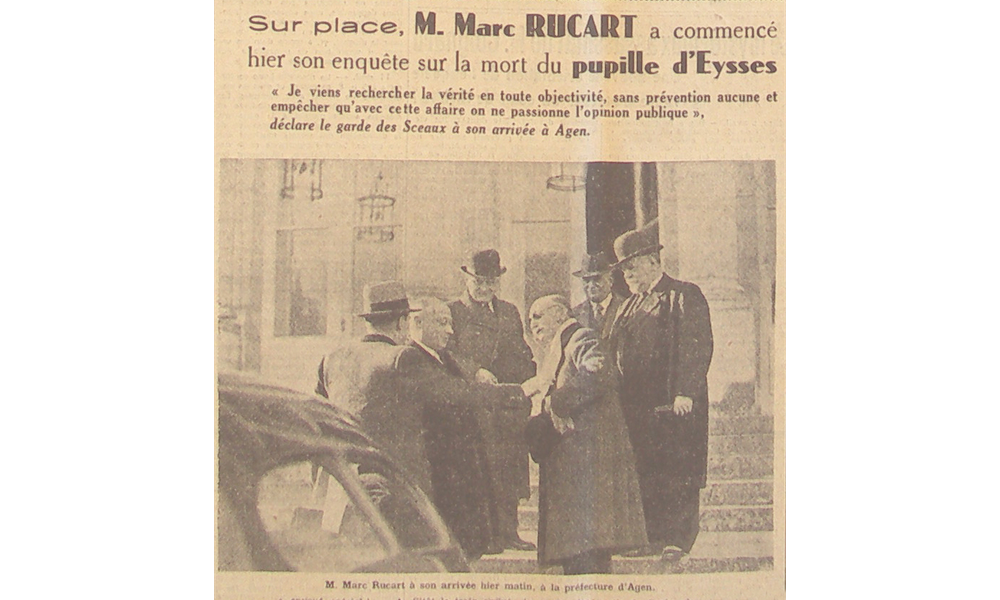 Sur place, M. Marc RUCART a commencé
hier son enquête sur la mort du pupille d'Eysses
« Je viens rechercher la vérité en toute objectivité, sans prévention aucune et
empêcher qu'avec cette affaire on ne passionne l'opinion publique »,
déclare le garde des Sceaux à son arrivée à Agen.
M. Marc Rucart à son arrivée hier matin, à la préfecture d'Agen.